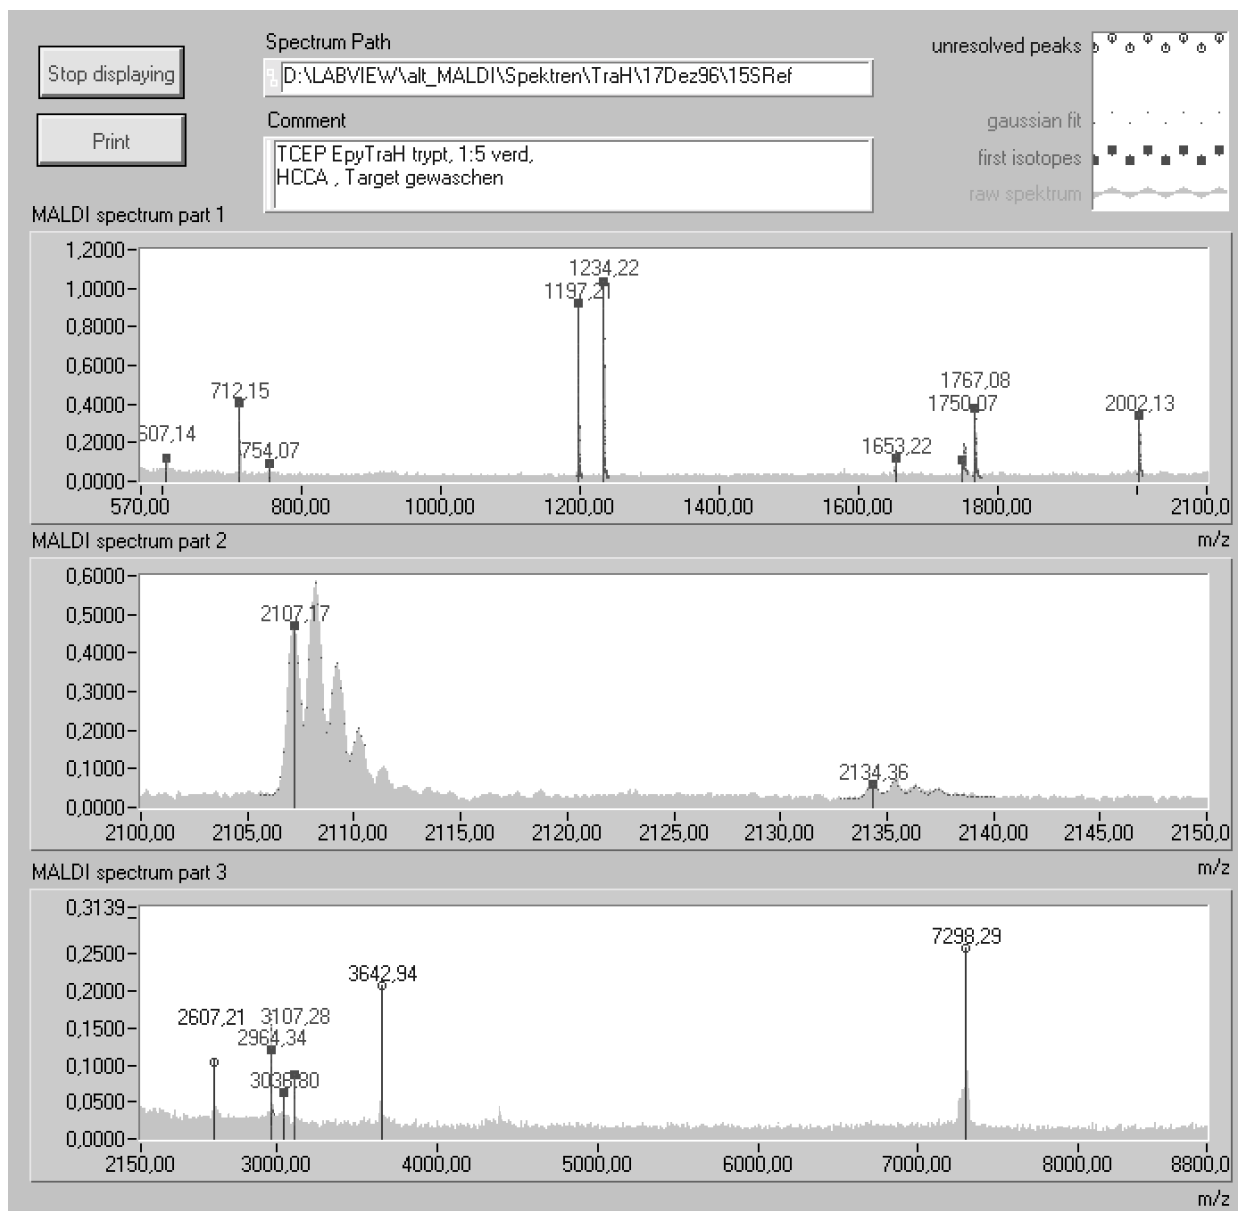 Stop displaying
Print
Spectrum Path
D:\LABVIEW\alt_MALDI\Spektren\TraH\17Dez96\15SRef
Comment
TCEP EpyTraH trypt, 1:5 verd,
HCCA , Target gewaschen
unresolved peaks
gaussian fit
first isotopes
raw spektrum
MALDI spectrum part 1
1,2000
1,0000
0,8000
0,6000
0,4000
0,2000
0,0000
607,14
712,15
754,07
1197,21
1234,22
1653,22
1750,07
1767,08
2002,13
570,00 800,00 1000,00 1200,00 1400,00 1600,00 1800,00 2100,0
m/z
MALDI spectrum part 2
0,6000
0,5000
0,4000
0,3000
0,2000
0,1000
0,0000
2107,17
2134,36
2100,00 2105,00 2110,00 2115,00 2120,00 2125,00 2130,00 2135,00 2140,00 2145,00 2150,0
m/z
MALDI spectrum part 3
0,3139
0,2500
0,2000
0,1500
0,1000
0,0500
0,0000
2607,21
2964,34
3036,80
3107,28
3642,94
7298,29
2150,00 3000,00 4000,00 5000,00 6000,00 7000,00 8000,00 8800,0
m/z